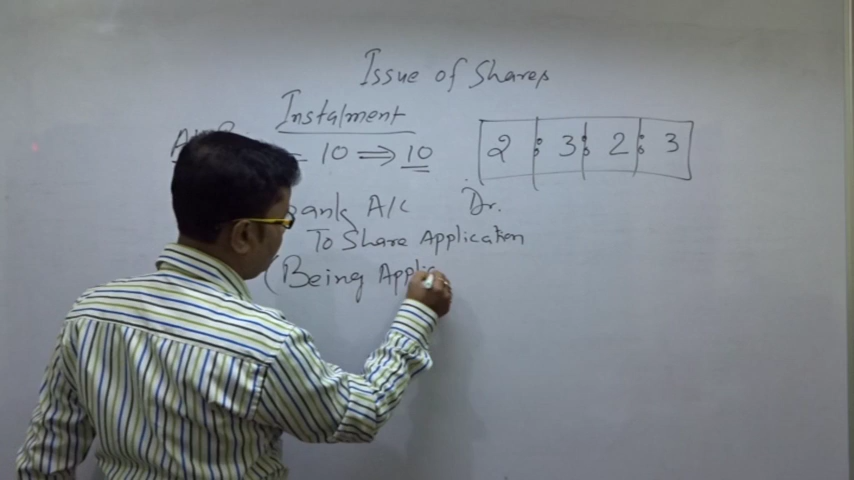 Issue of Shares
Instalment
10 ⇒ 10
2 : 3 : 2 : 3
Bank A/c Dr.
To Share Application
(Being Appli